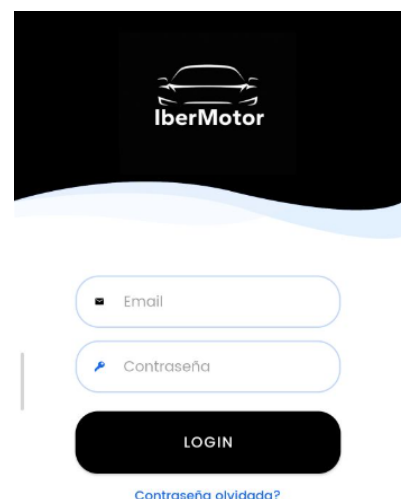 IberMotor
Email
Contraseña
LOGIN
Contraseña olvidada?